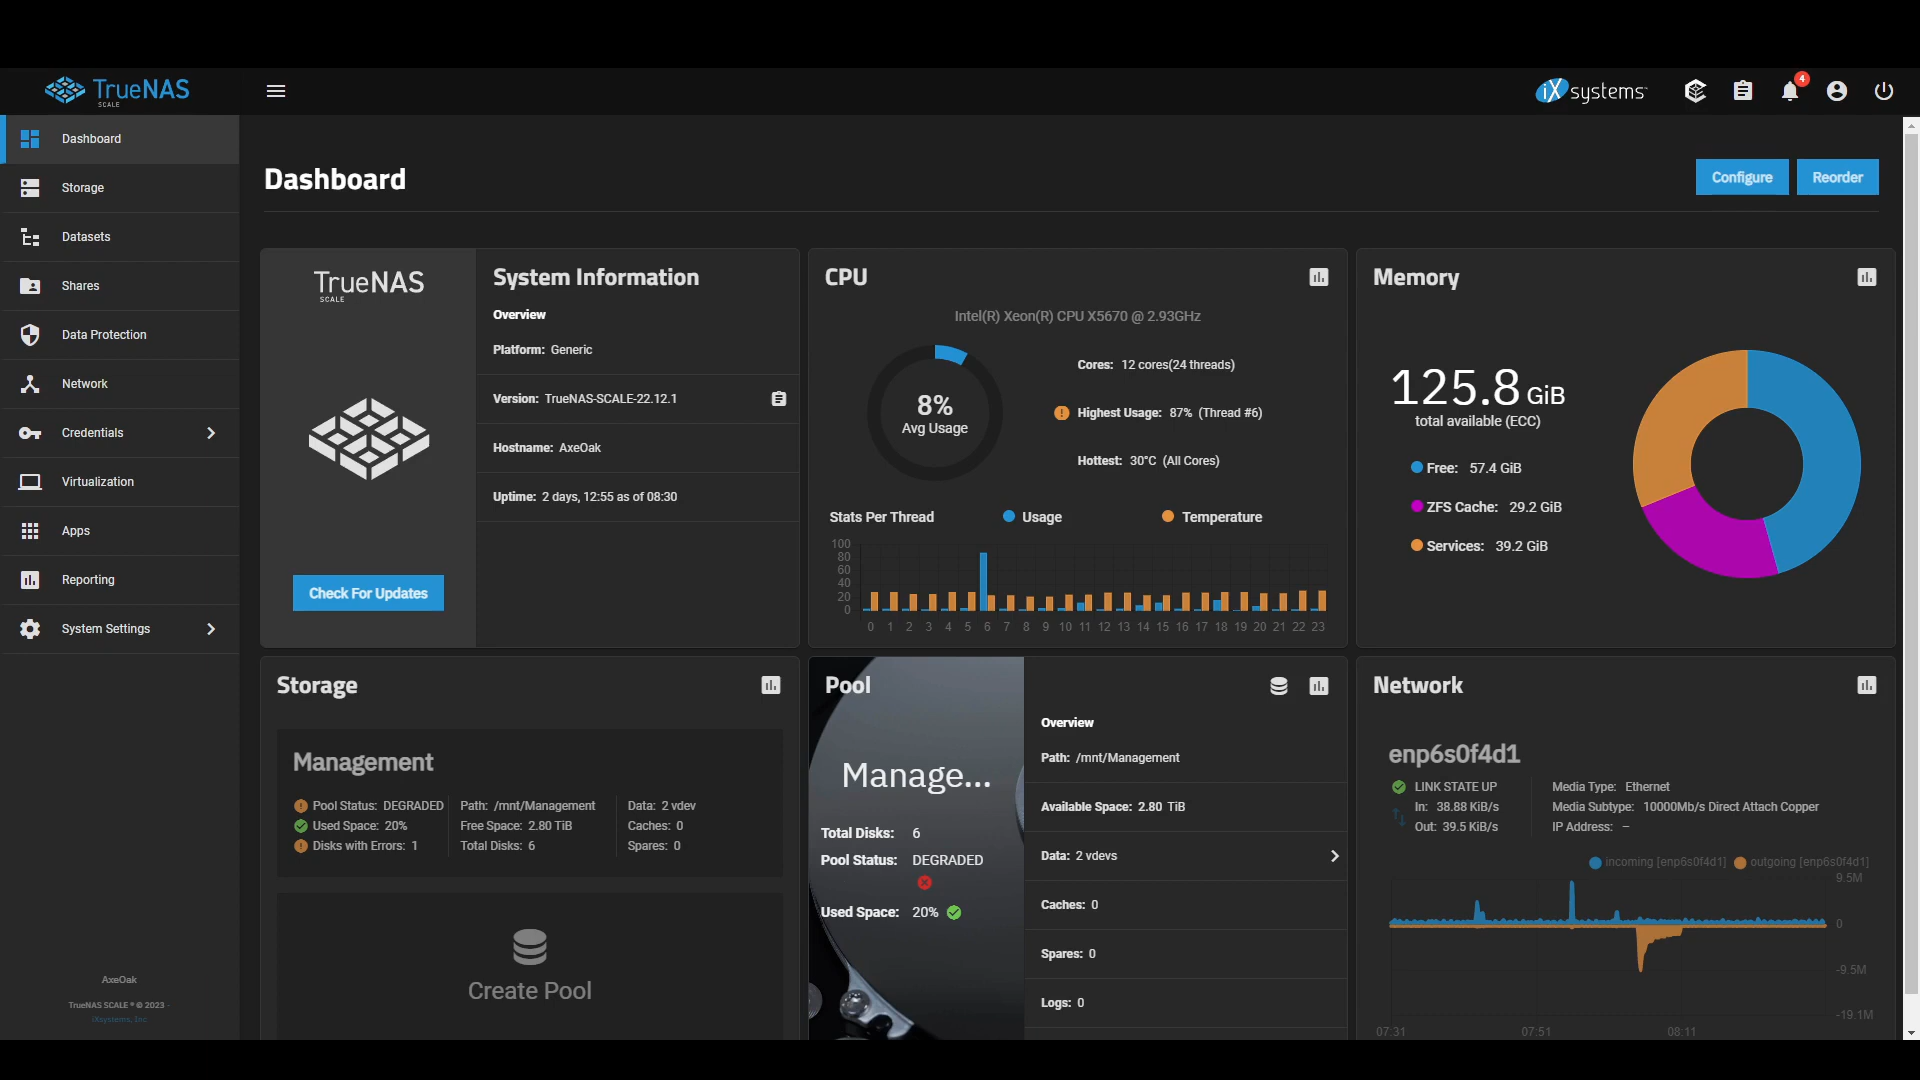 TrueNAS
SCALE
iXsystems
4
Dashboard
Storage
Datasets
Shares
Data Protection
Network
Credentials
Virtualization
Apps
Reporting
System Settings
AxeOak
TrueNAS SCALE ® © 2023 -
iXsystems, Inc
Dashboard
Configure
Reorder
TrueNAS
SCALE
Check For Updates
System Information
Overview
Platform: Generic
Version: TrueNAS-SCALE-22.12.1
Hostname: AxeOak
Uptime: 2 days, 12:55 as of 08:30
CPU
Intel(R) Xeon(R) CPU X5670 @ 2.93GHz
8%
Avg Usage
Cores: 12 cores(24 threads)
Highest Usage: 87% (Thread #6)
Hottest: 30°C (All Cores)
Stats Per Thread
Usage
Temperature
100
80
60
40
20
0
0 1 2 3 4 5 6 7 8 9 10 11 12 13 14 15 16 17 18 19 20 21 22 23
Memory
125.8 GiB
total available (ECC)
Free: 57.4 GiB
ZFS Cache: 29.2 GiB
Services: 39.2 GiB
Storage
Management
Pool Status: DEGRADED
Used Space: 20%
Disks with Errors: 1
Path: /mnt/Management
Free Space: 2.80 TiB
Total Disks: 6
Data: 2 vdev
Caches: 0
Spares: 0
Create Pool
Pool
Manage...
Total Disks: 6
Pool Status: DEGRADED
Used Space: 20%
Overview
Path: /mnt/Management
Available Space: 2.80 TiB
Data: 2 vdevs
Caches: 0
Spares: 0
Logs: 0
Network
enp6s0f4d1
LINK STATE UP
In: 38.88 KiB/s
Out: 39.5 KiB/s
Media Type: Ethernet
Media Subtype: 10000Mb/s Direct Attach Copper
IP Address: –
incoming [enp6s0f4d1]
outgoing [enp6s0f4d1]
9.5M
0
-9.5M
-19.1M
07:31
07:51
08:11